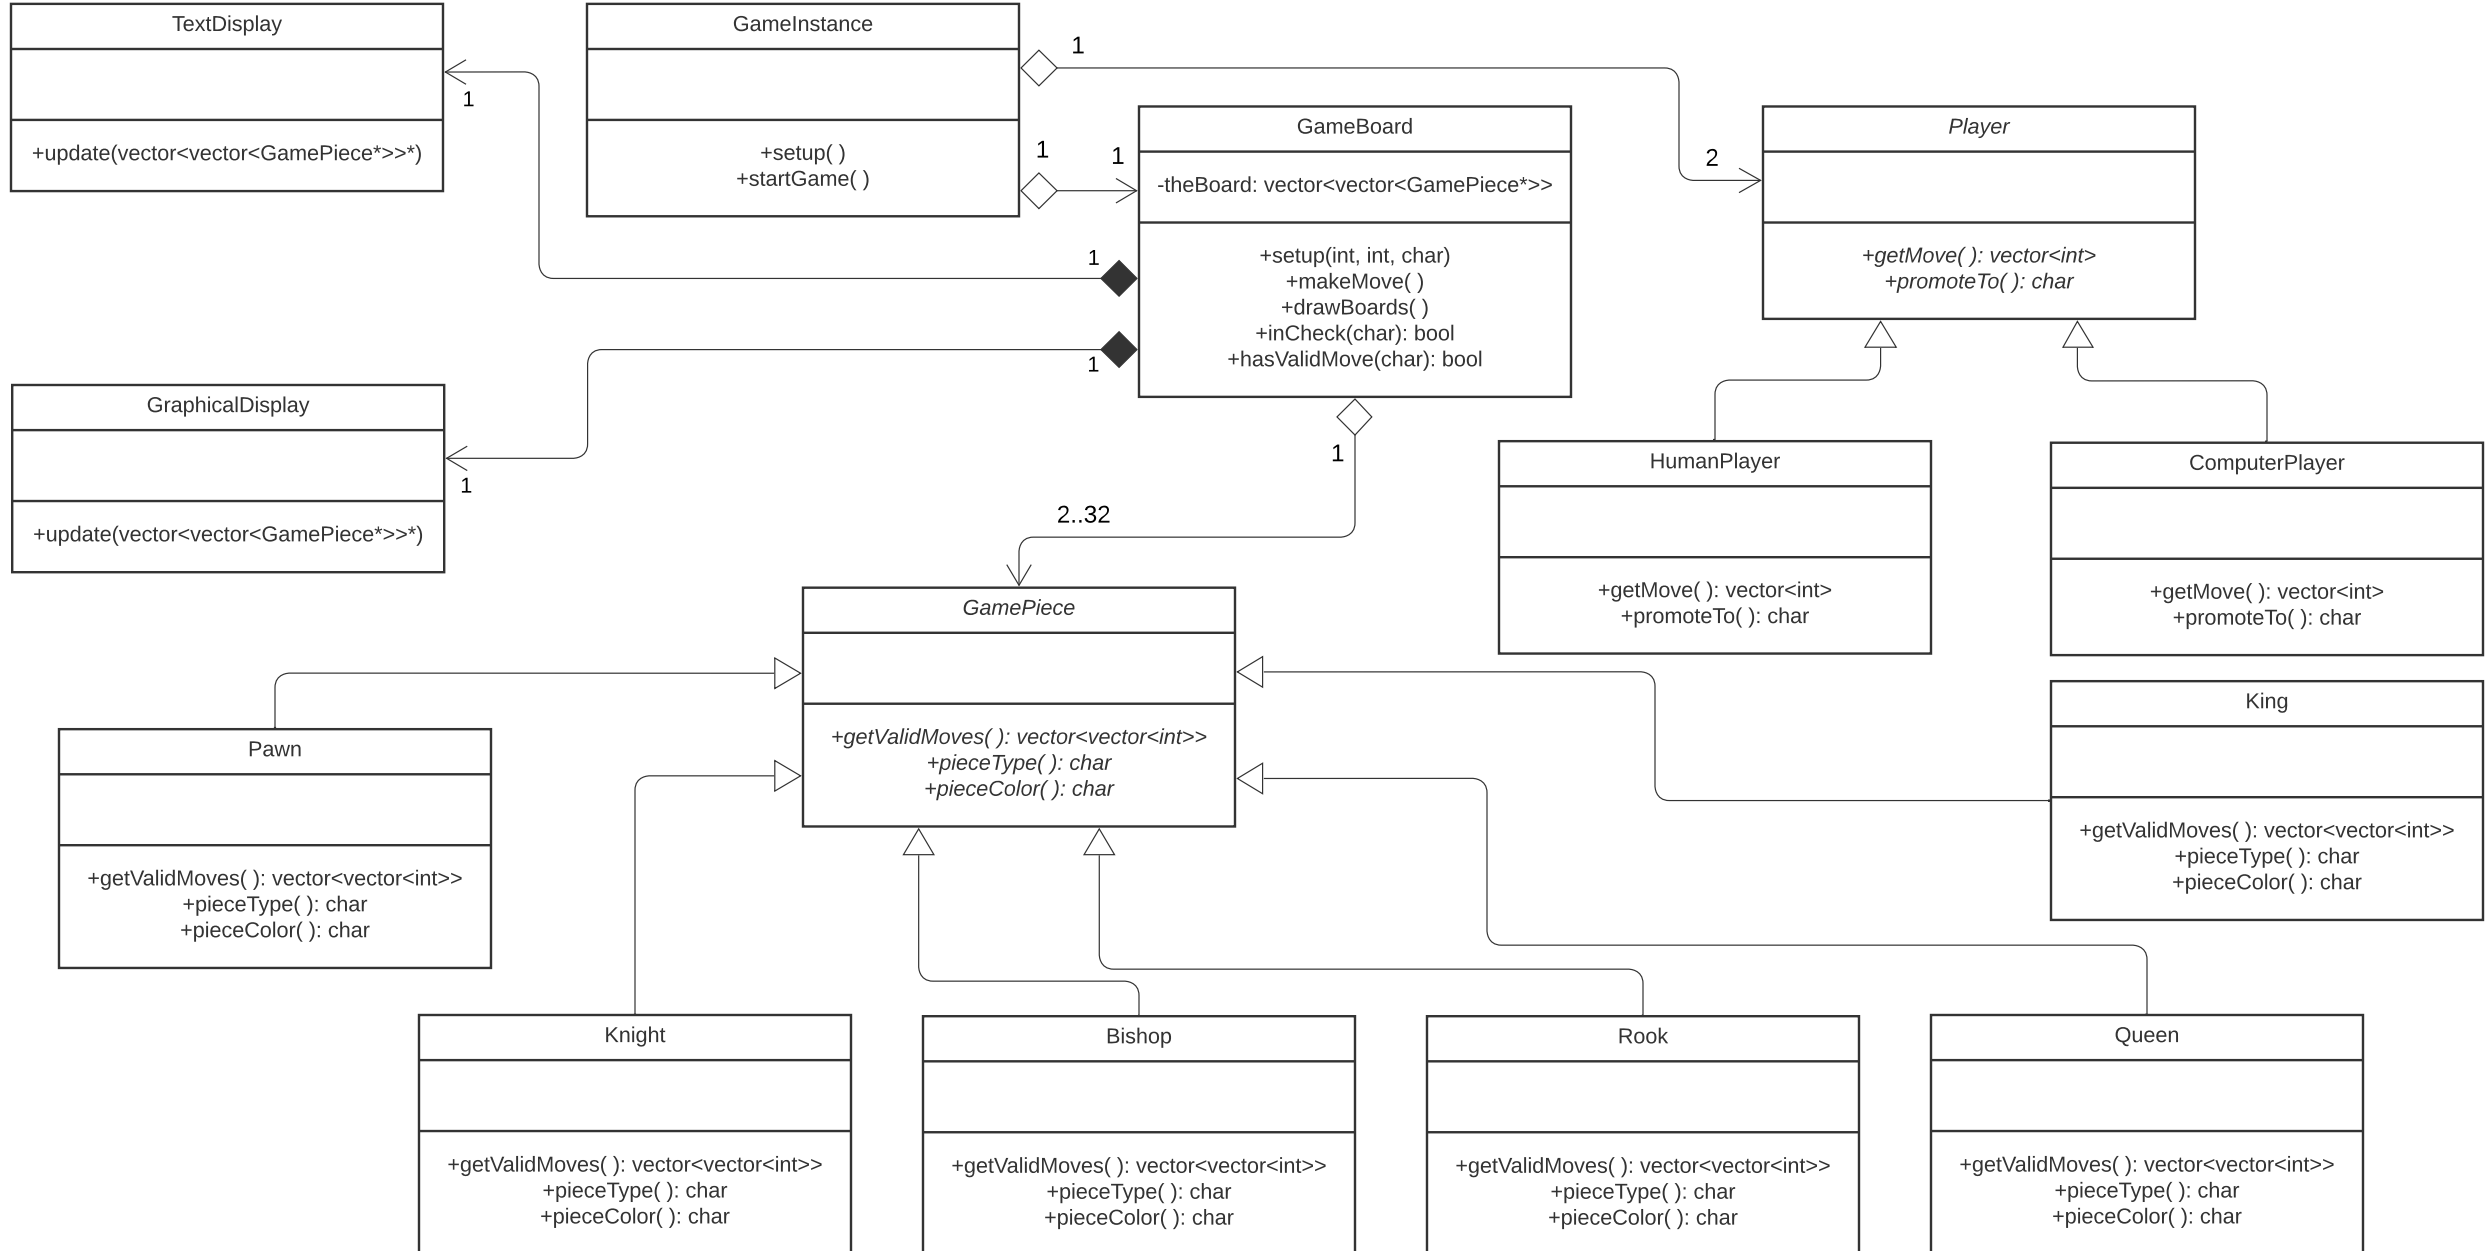 TextDisplay
+update(vector<vector<GamePiece*>>*)
1
GameInstance
+setup( )
+startGame( )
1
1
1
2
GameBoard
-theBoard: vector<vector<GamePiece*>>
+setup(int, int, char)
+makeMove( )
+drawBoards( )
+inCheck(char): bool
+hasValidMove(char): bool
1
1
1
2..32
Player
+getMove( ): vector<int>
+promoteTo( ): char
GraphicalDisplay
+update(vector<vector<GamePiece*>>*)
1
HumanPlayer
+getMove( ): vector<int>
+promoteTo( ): char
ComputerPlayer
+getMove( ): vector<int>
+promoteTo( ): char
GamePiece
+getValidMoves( ): vector<vector<int>>
+pieceType( ): char
+pieceColor( ): char
King
+getValidMoves( ): vector<vector<int>>
+pieceType( ): char
+pieceColor( ): char
Pawn
+getValidMoves( ): vector<vector<int>>
+pieceType( ): char
+pieceColor( ): char
Knight
+getValidMoves( ): vector<vector<int>>
+pieceType( ): char
+pieceColor( ): char
Bishop
+getValidMoves( ): vector<vector<int>>
+pieceType( ): char
+pieceColor( ): char
Rook
+getValidMoves( ): vector<vector<int>>
+pieceType( ): char
+pieceColor( ): char
Queen
+getValidMoves( ): vector<vector<int>>
+pieceType( ): char
+pieceColor( ): char